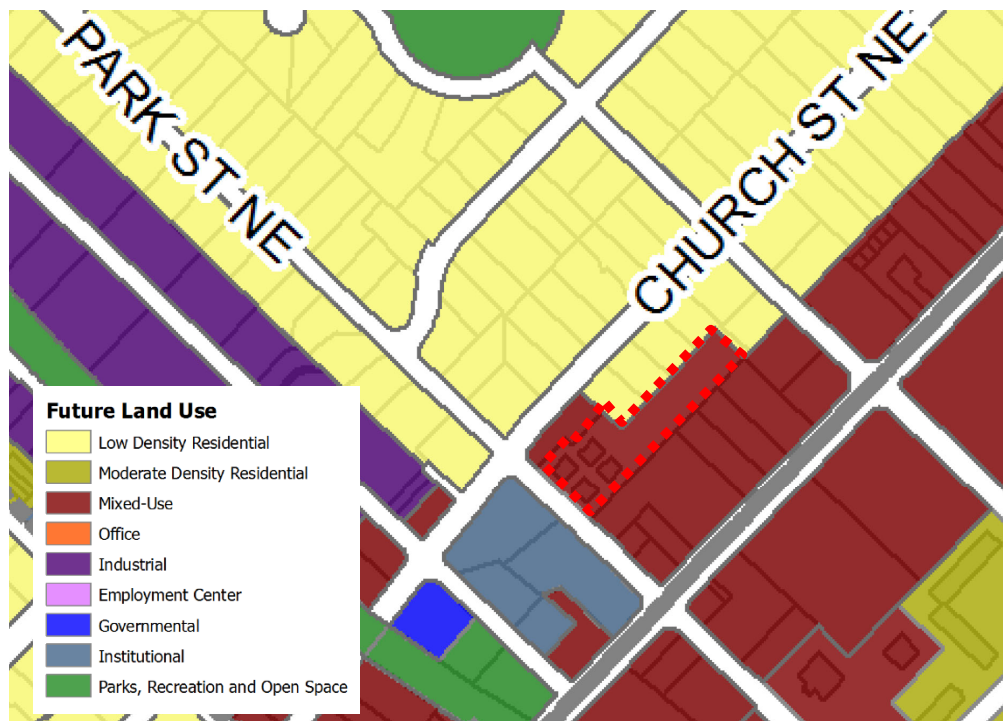 PARK ST NE
CHURCH ST NE
Future Land Use
Low Density Residential
Moderate Density Residential
Mixed-Use
Office
Industrial
Employment Center
Governmental
Institutional
Parks, Recreation and Open Space